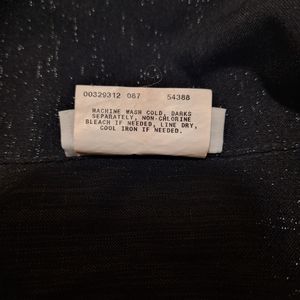 00329312 087 54388
MACHINE WASH COLD, DARKS
SEPARATELY, NON-CHLORINE
BLEACH IF NEEDED, LINE DRY,
COOL IRON IF NEEDED.